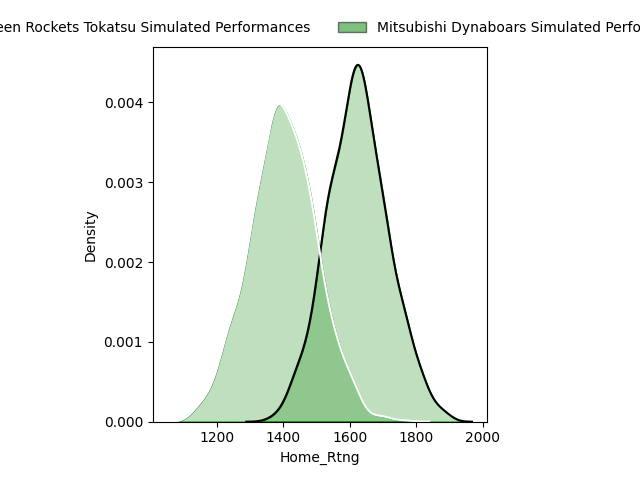 een Rockets Tokatsu Simulated Performances Mitsubishi Dynaboars Simulated Perfo
0.004
0.003
0.002
0.001
0.000
Density
1200 1400 1600 1800 2000
Home_Rtng